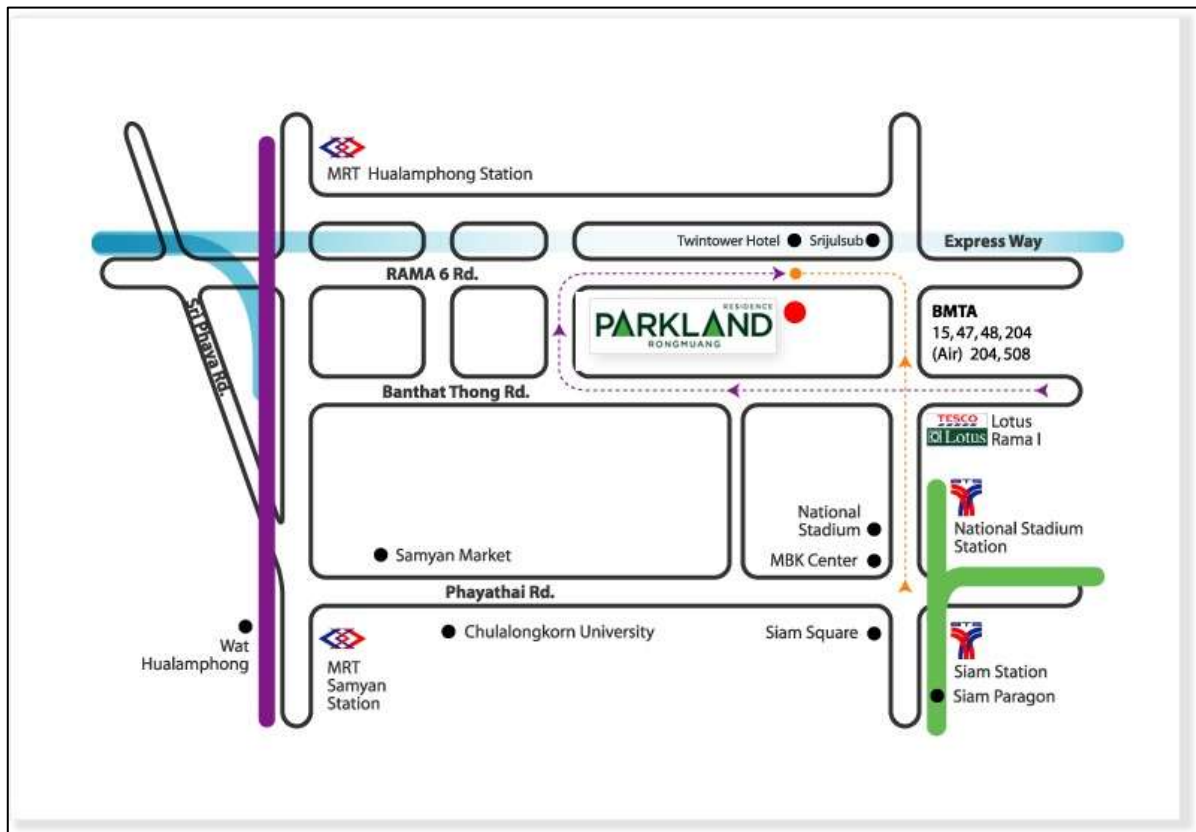 MRT Hualamphong Station
Twintower Hotel
Srijulsub
Express Way
RAMA 6 Rd.
Sri Phaya Rd.
RESIDENCE
PARKLAND
RONGMUANG
BMTA
15, 47, 48, 204
(Air) 204, 508
Banthat Thong Rd.
TESCO
Lotus
Lotus
Rama I
BTS
National
Stadium
National Stadium
Station
Samyan Market
MBK Center
Phayathai Rd.
Chulalongkorn University
Siam Square
BTS
Wat
Hualamphong
MRT
Samyan
Station
Siam Station
Siam Paragon